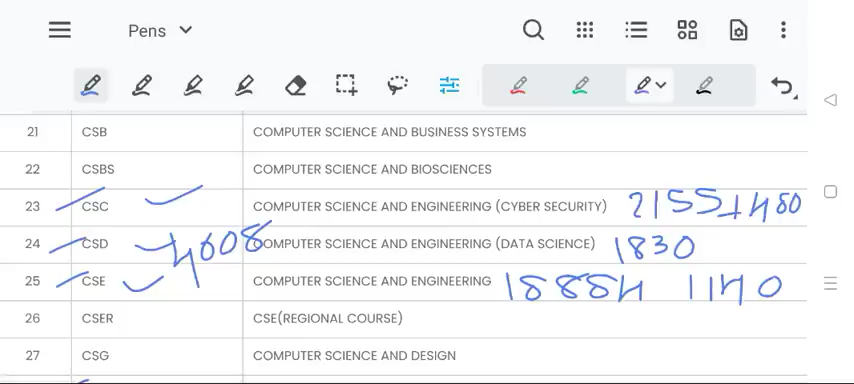 Pens
21 CSB COMPUTER SCIENCE AND BUSINESS SYSTEMS
22 CSBS COMPUTER SCIENCE AND BIOSCIENCES
23 CSC COMPUTER SCIENCE AND ENGINEERING (CYBER SECURITY) 2155 1480
24 CSD 4608 COMPUTER SCIENCE AND ENGINEERING (DATA SCIENCE) 1830
25 CSE COMPUTER SCIENCE AND ENGINEERING 18884 1140
26 CSER CSE(REGIONAL COURSE)
27 CSG COMPUTER SCIENCE AND DESIGN